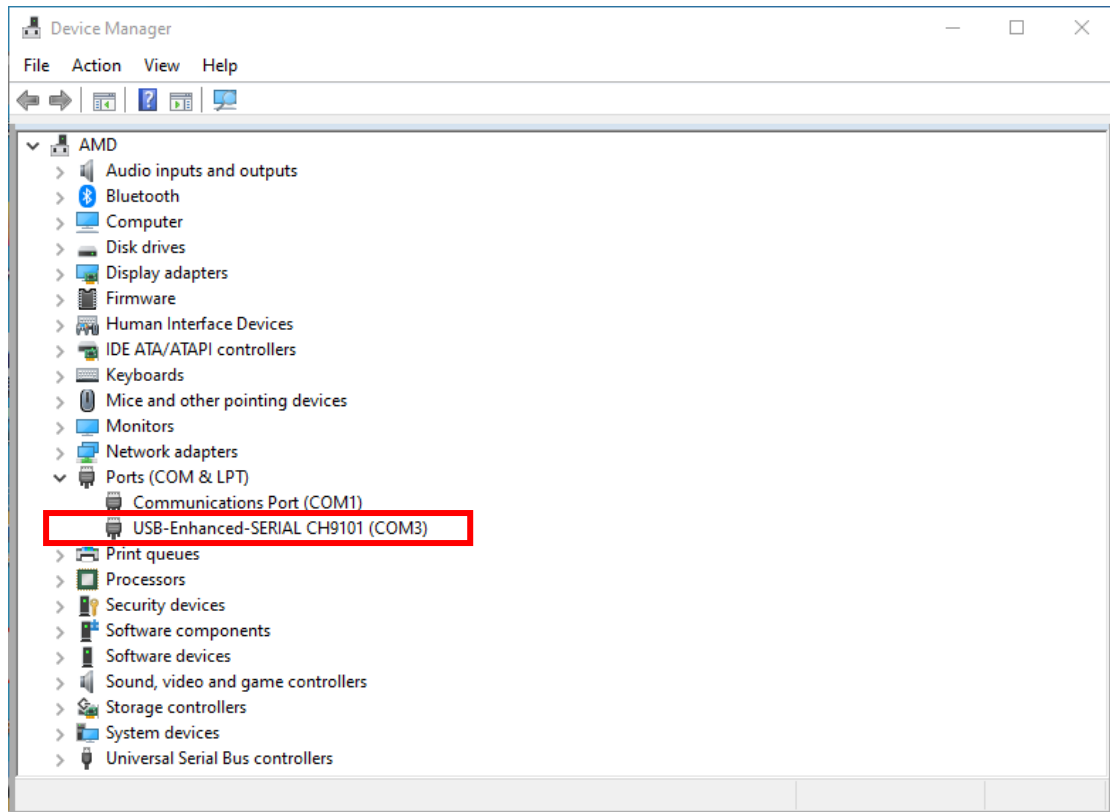 Device Manager
File Action View Help
AMD
Audio inputs and outputs
Bluetooth
Computer
Disk drives
Display adapters
Firmware
Human Interface Devices
IDE ATA/ATAPI controllers
Keyboards
Mice and other pointing devices
Monitors
Network adapters
Ports (COM & LPT)
Communications Port (COM1)
USB-Enhanced-SERIAL CH9101 (COM3)
Print queues
Processors
Security devices
Software components
Software devices
Sound, video and game controllers
Storage controllers
System devices
Universal Serial Bus controllers